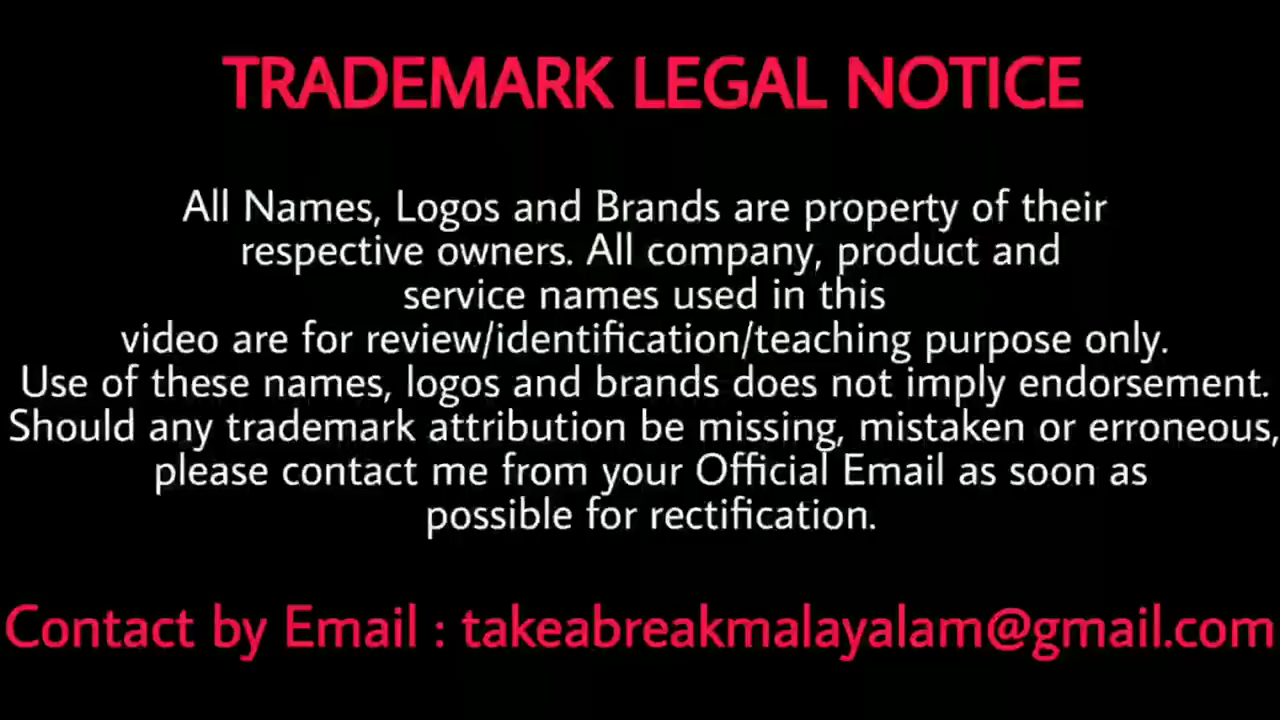 TRADEMARK LEGAL NOTICE
All Names, Logos and Brands are property of their
respective owners. All company, product and
service names used in this
video are for review/identification/teaching purpose only.
Use of these names, logos and brands does not imply endorsement.
Should any trademark attribution be missing, mistaken or erroneous,
please contact me from your Official Email as soon as
possible for rectification.
Contact by Email : takeabreakmalayalam@gmail.com